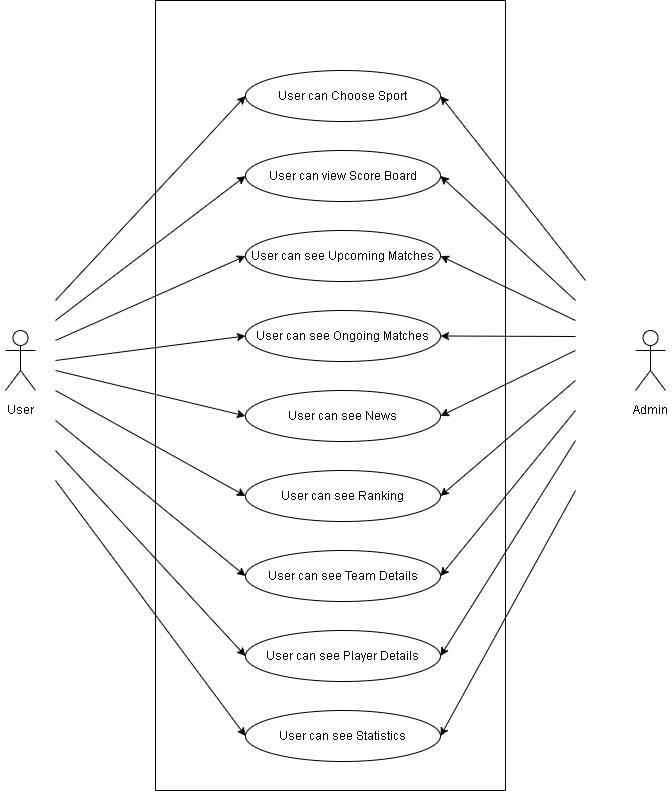 User can Choose Sport
User can view Score Board
User can see Upcoming Matches
User can see Ongoing Matches
User can see News
User can see Ranking
User can see Team Details
User can see Player Details
User can see Statistics
User
Admin